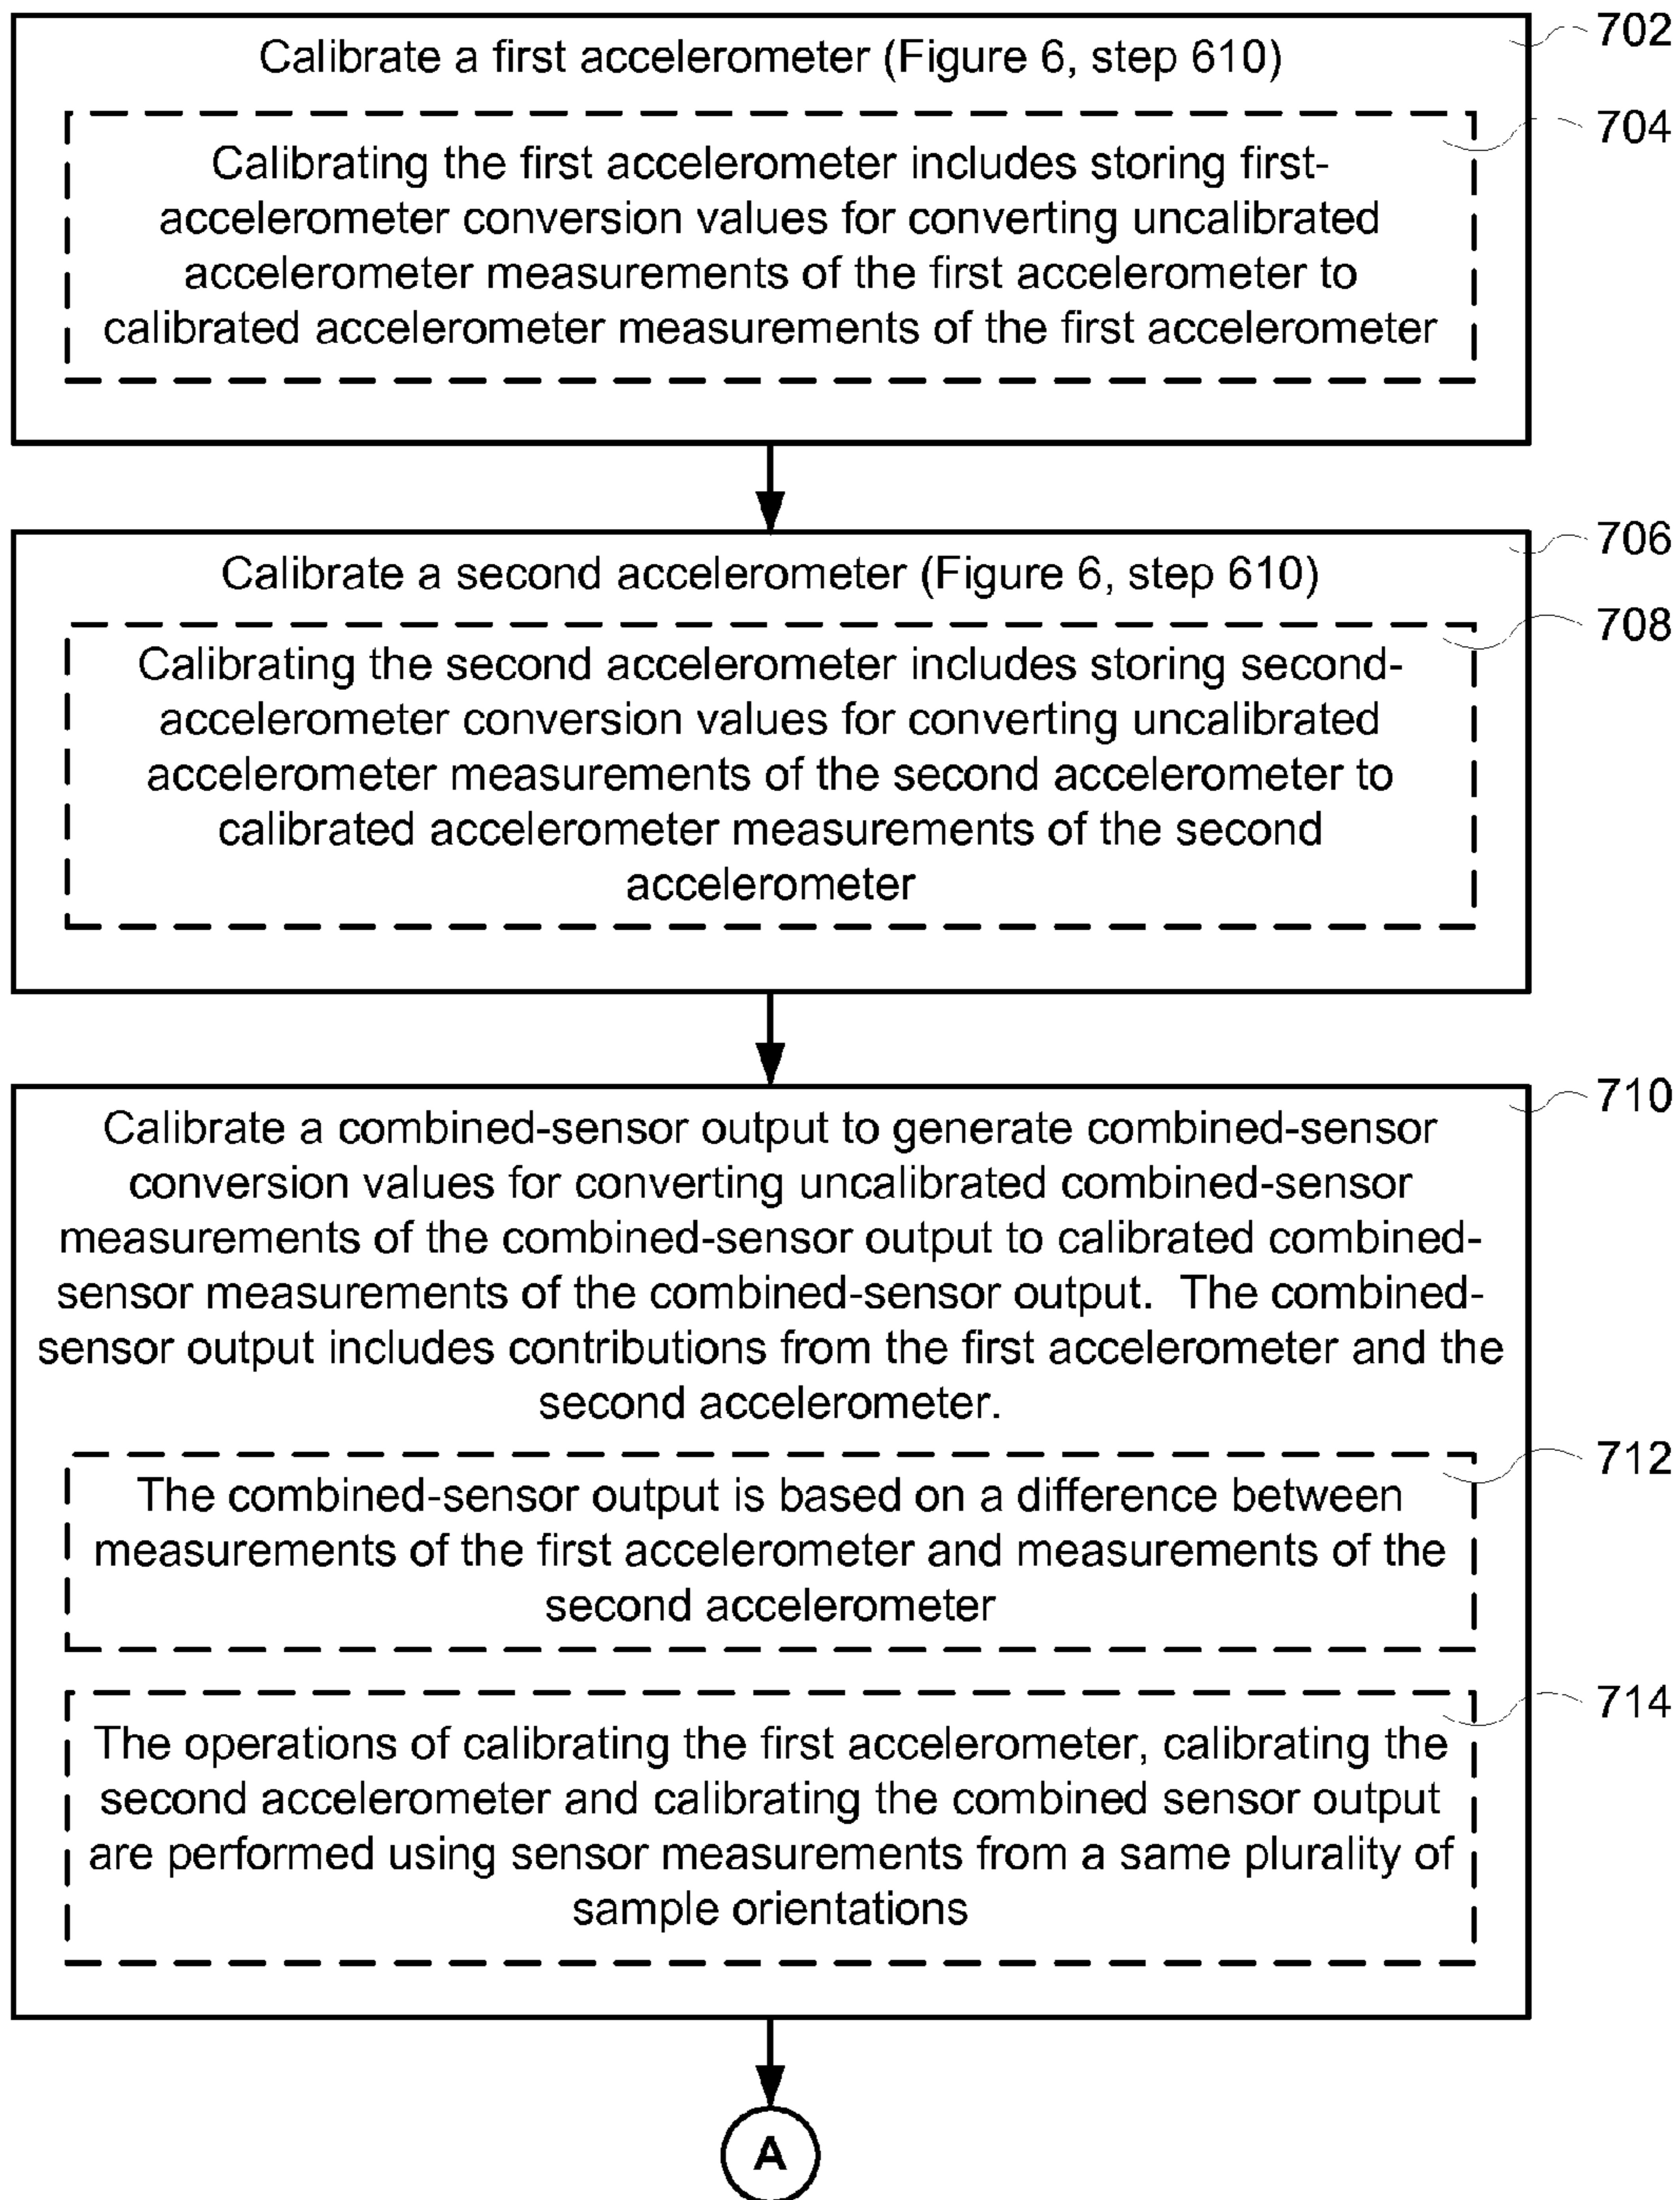 Calibrate a first accelerometer (Figure 6, step 610)
702
704
Calibrating the first accelerometer includes storing first-
accelerometer conversion values for converting uncalibrated
accelerometer measurements of the first accelerometer to
calibrated accelerometer measurements of the first accelerometer
706
Calibrate a second accelerometer (Figure 6, step 610)
708
Calibrating the second accelerometer includes storing second-
accelerometer conversion values for converting uncalibrated
accelerometer measurements of the second accelerometer to
calibrated accelerometer measurements of the second
accelerometer
710
Calibrate a combined-sensor output to generate combined-sensor
conversion values for converting uncalibrated combined-sensor
measurements of the combined-sensor output to calibrated combined-
sensor measurements of the combined-sensor output.  The combined-
sensor output includes contributions from the first accelerometer and the
second accelerometer.
712
The combined-sensor output is based on a difference between
measurements of the first accelerometer and measurements of the
second accelerometer
714
The operations of calibrating the first accelerometer, calibrating the
second accelerometer and calibrating the combined sensor output
are performed using sensor measurements from a same plurality of
sample orientations
A